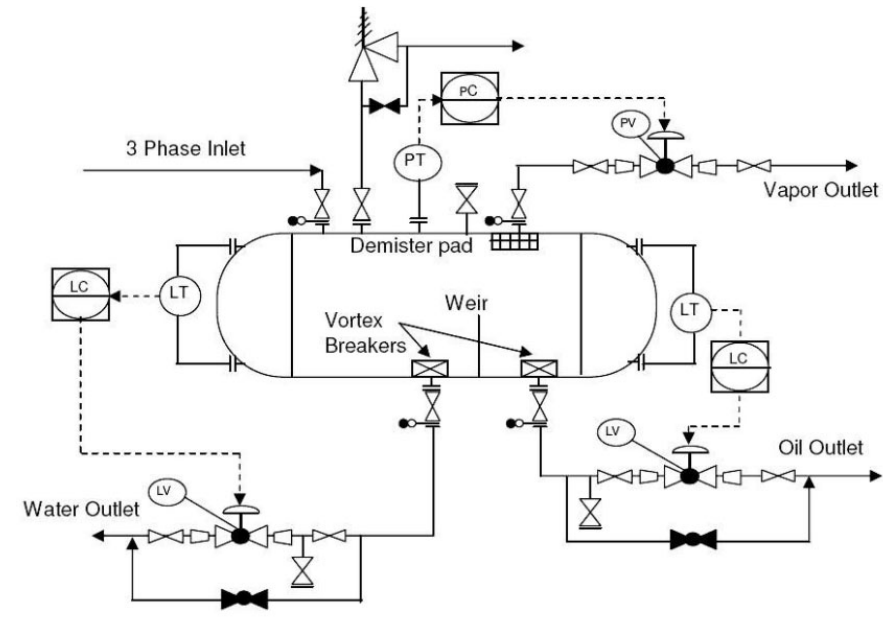 PC
3 Phase Inlet
PV
PT
Vapor Outlet
Demister pad
LC
LT
Weir
LT
Vortex
Breakers
LC
LV
Oil Outlet
LV
Water Outlet